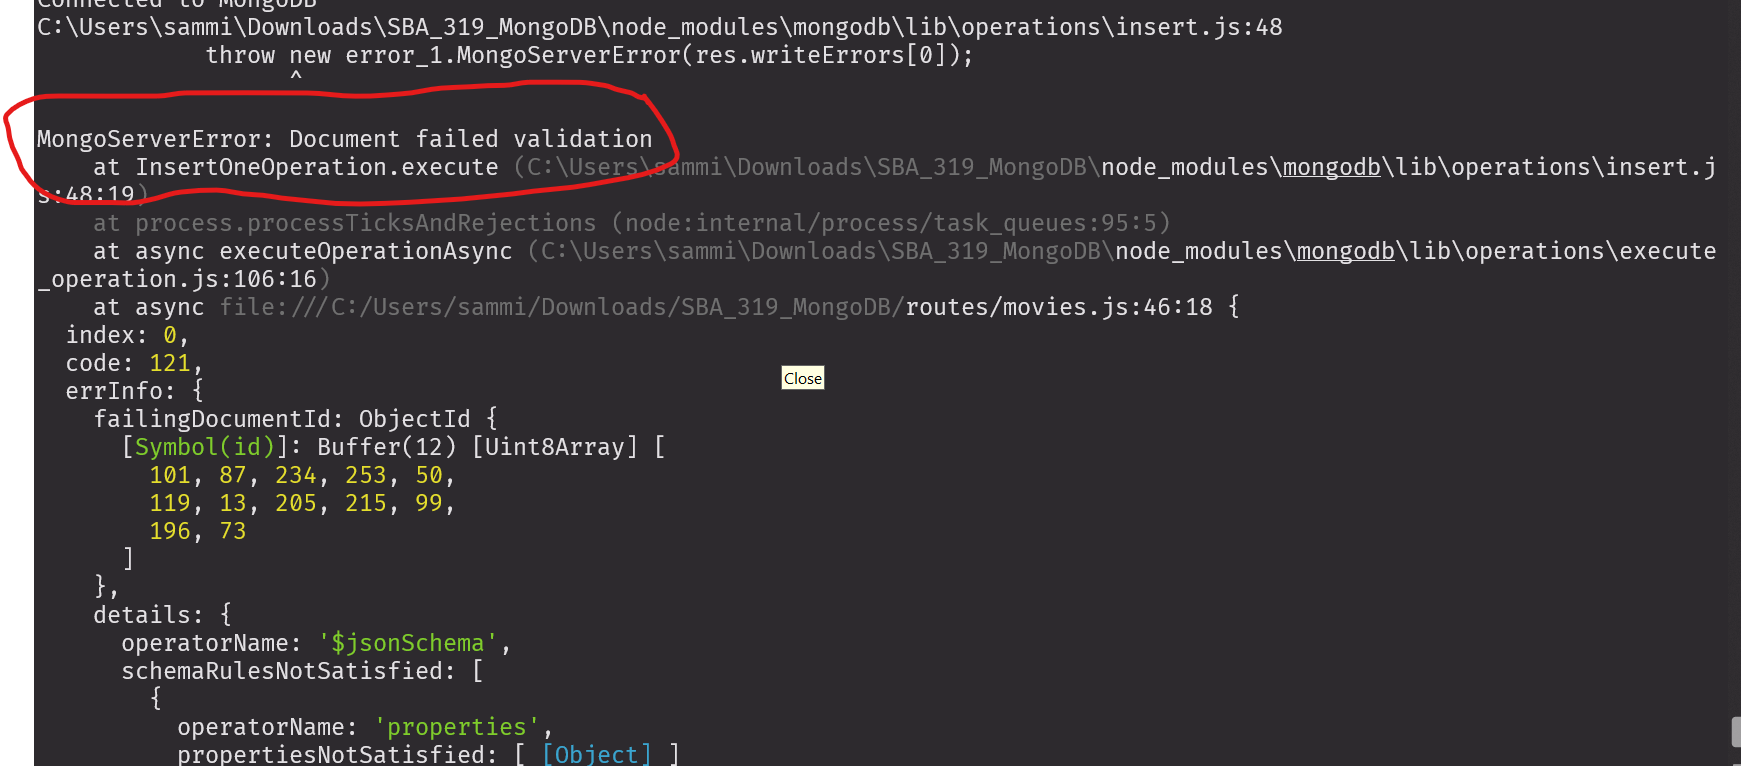 Connected to MongoDB
C:\Users\sammi\Downloads\SBA_319_MongoDB\node_modules\mongodb\lib\operations\insert.js:48
            throw new error_1.MongoServerError(res.writeErrors[0]);
                  ^
MongoServerError: Document failed validation
    at InsertOneOperation.execute (C:\Users\sammi\Downloads\SBA_319_MongoDB\node_modules\mongodb\lib\operations\insert.j
s:48:19)
    at process.processTicksAndRejections (node:internal/process/task_queues:95:5)
    at async executeOperationAsync (C:\Users\sammi\Downloads\SBA_319_MongoDB\node_modules\mongodb\lib\operations\execute
_operation.js:106:16)
    at async file:///C:/Users/sammi/Downloads/SBA_319_MongoDB/routes/movies.js:46:18 {
  index: 0,
  code: 121,
Close
  errInfo: {
    failingDocumentId: ObjectId {
      [Symbol(id)]: Buffer(12) [Uint8Array] [
        101, 87, 234, 253, 50,
        119, 13, 205, 215, 99,
        196, 73
      ]
    },
    details: {
      operatorName: '$jsonSchema',
      schemaRulesNotSatisfied: [
        {
          operatorName: 'properties',
          propertiesNotSatisfied: [ [Object] ]